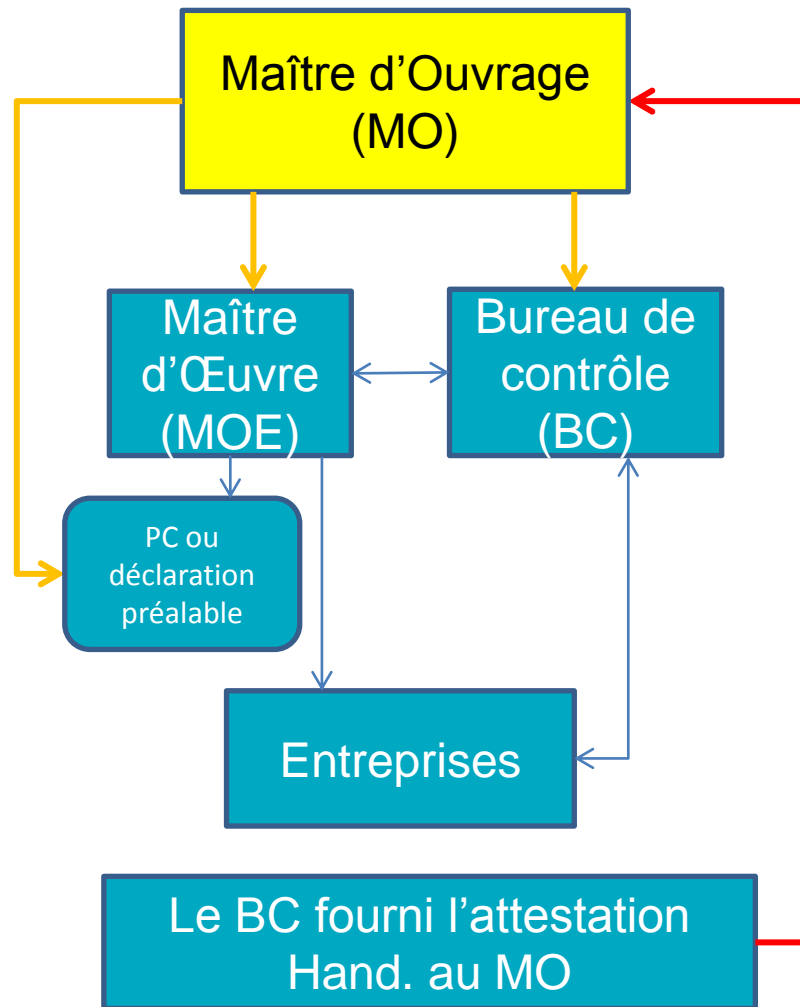 Maître d’Ouvrage
(MO)
Maître
d’Œuvre
(MOE)
Bureau de
contrôle
(BC)
PC ou
déclaration
préalable
Entreprises
Le BC fourni l’attestation
Hand. au MO